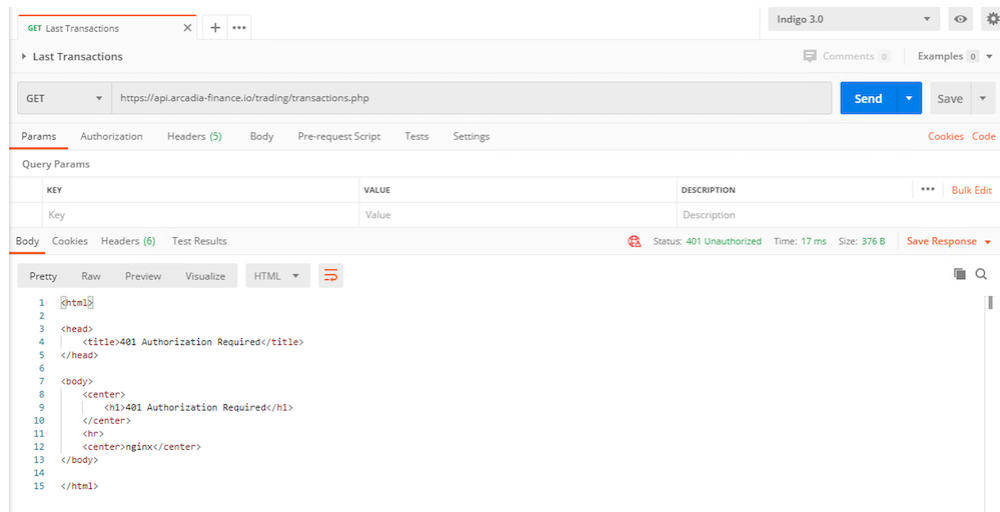 GET Last Transactions
Indigo 3.0
Last Transactions
Comments 0 Examples 0
GET https://api.arcadia-finance.io/trading/transactions.php Send Save
Params Authorization Headers (5) Body Pre-request Script Tests Settings Cookies Code
Query Params
KEY VALUE DESCRIPTION Bulk Edit
Key Value Description
Body Cookies Headers (6) Test Results Status: 401 Unauthorized Time: 17 ms Size: 376 B Save Response
Pretty Raw Preview Visualize HTML
1 <html>
2
3 <head>
4 <title>401 Authorization Required</title>
5 </head>
6
7 <body>
8 <center>
9 <h1>401 Authorization Required</h1>
10 </center>
11 <hr>
12 <center>nginx</center>
13 </body>
14
15 </html>